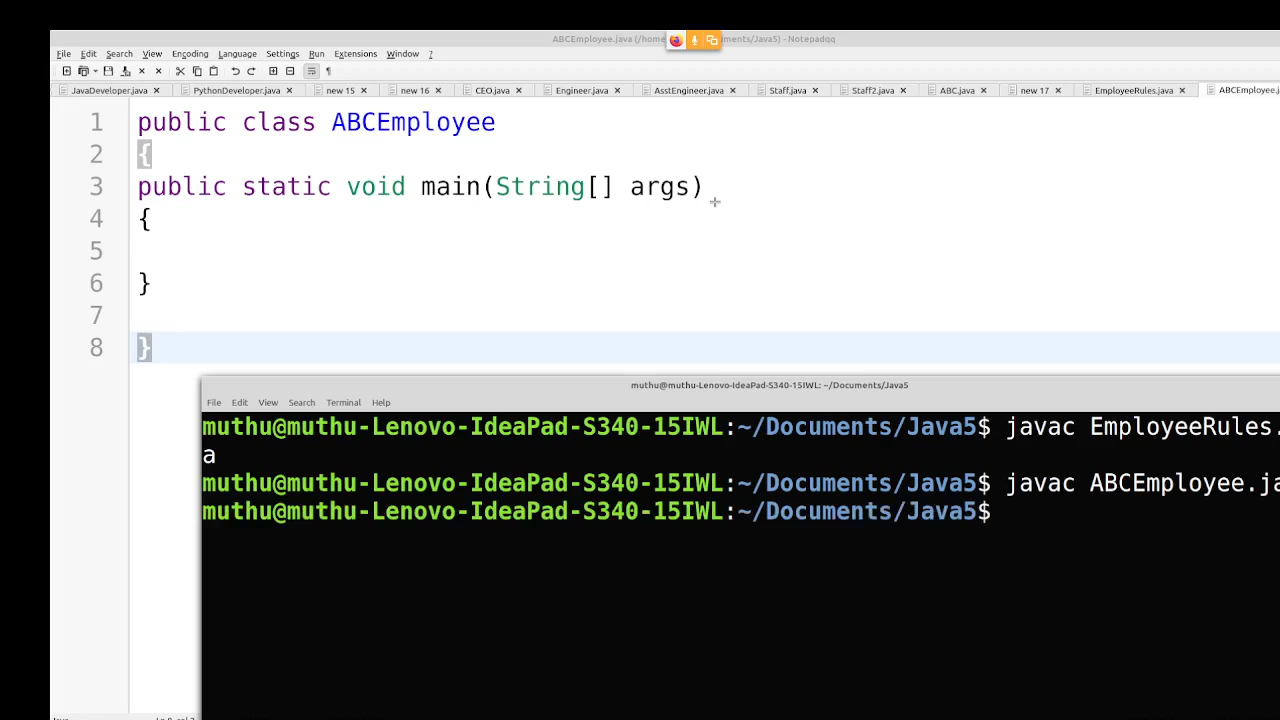 ABCEmployee.java (/home ments/Java5) - Notepadqq
File Edit Search View Encoding Language Settings Run Extensions Window ?
JavaDeveloper.java PythonDeveloper.java new 15 new 16 CEO.java Engineer.java AsstEngineer.java Staff.java Staff2.java ABC.java new 17 EmployeeRules.java ABCEmployee.j
1 public class ABCEmployee
2 {
3 public static void main(String[] args)
4 {
5
6 }
7
8 }
muthu@muthu-Lenovo-IdeaPad-S340-15IWL: ~/Documents/Java5
File Edit View Search Terminal Help
muthu@muthu-Lenovo-IdeaPad-S340-15IWL:~/Documents/Java5$ javac EmployeeRules.
a
muthu@muthu-Lenovo-IdeaPad-S340-15IWL:~/Documents/Java5$ javac ABCEmployee.ja
muthu@muthu-Lenovo-IdeaPad-S340-15IWL:~/Documents/Java5$